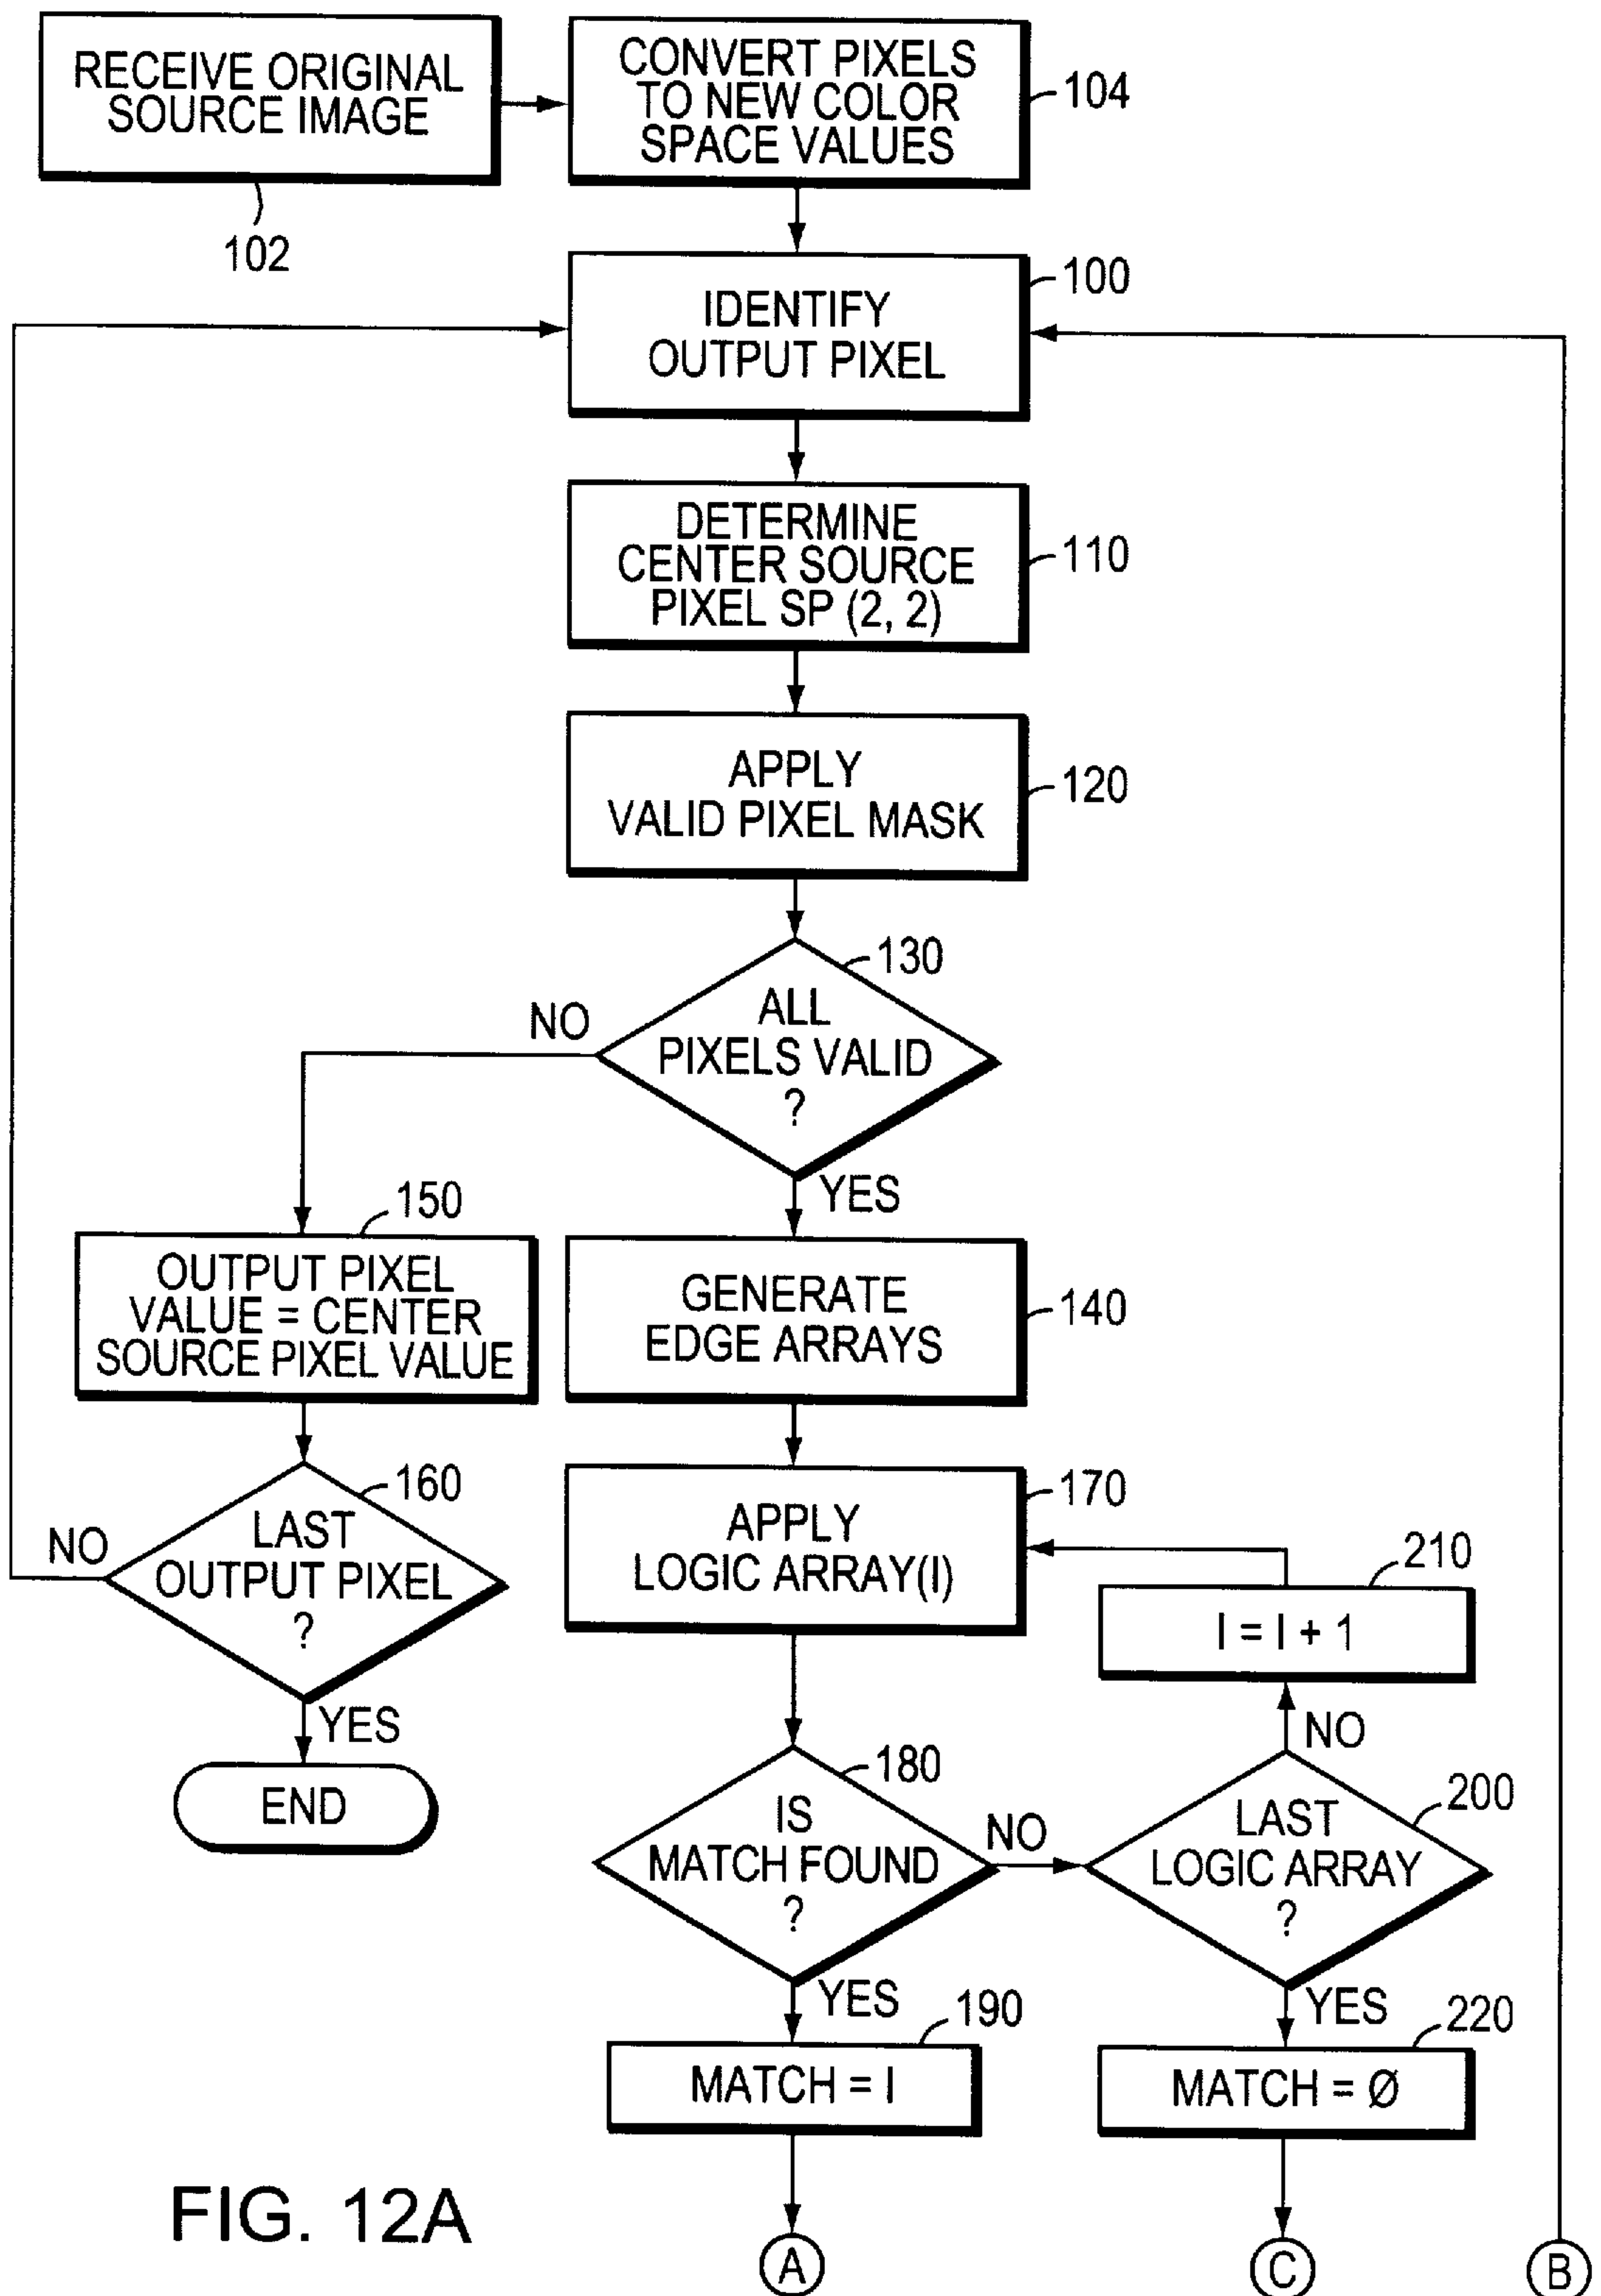 RECEIVE ORIGINAL
SOURCE IMAGE
102
CONVERT PIXELS
TO NEW COLOR
SPACE VALUES
104
IDENTIFY
OUTPUT PIXEL
100
DETERMINE
CENTER SOURCE
PIXEL SP (2, 2)
110
APPLY
VALID PIXEL MASK
120
ALL
PIXELS VALID
?
130
NO
YES
OUTPUT PIXEL
VALUE = CENTER
SOURCE PIXEL VALUE
150
GENERATE
EDGE ARRAYS
140
LAST
OUTPUT PIXEL
?
160
NO
YES
END
APPLY
LOGIC ARRAY(I)
170
I = I + 1
210
IS
MATCH FOUND
?
180
NO
YES
LAST
LOGIC ARRAY
?
200
NO
YES
MATCH = I
190
MATCH = Ø
220
FIG. 12A
A
C
B